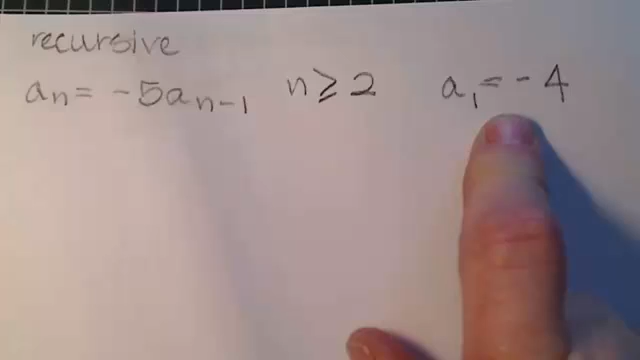 recursive
aₙ = -5aₙ₋₁ n ≥ 2 a₁ = -4